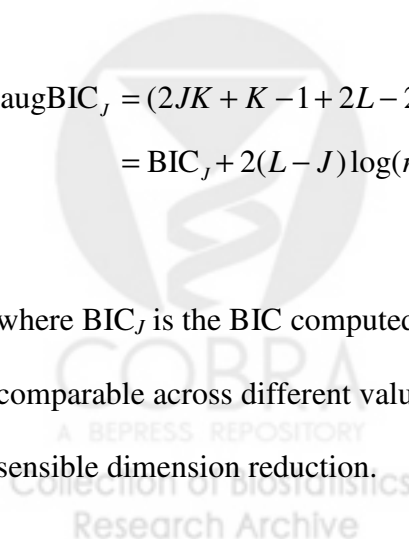 augBIC_J = (2JK + K − 1 + 2L − 2
= BIC_J + 2(L − J) log(
where BIC_J is the BIC computed
COBRA
comparable across different valu
A BEPRESS REPOSITORY
sensible dimension reduction.
Collection of Biostatistics
Research Archive